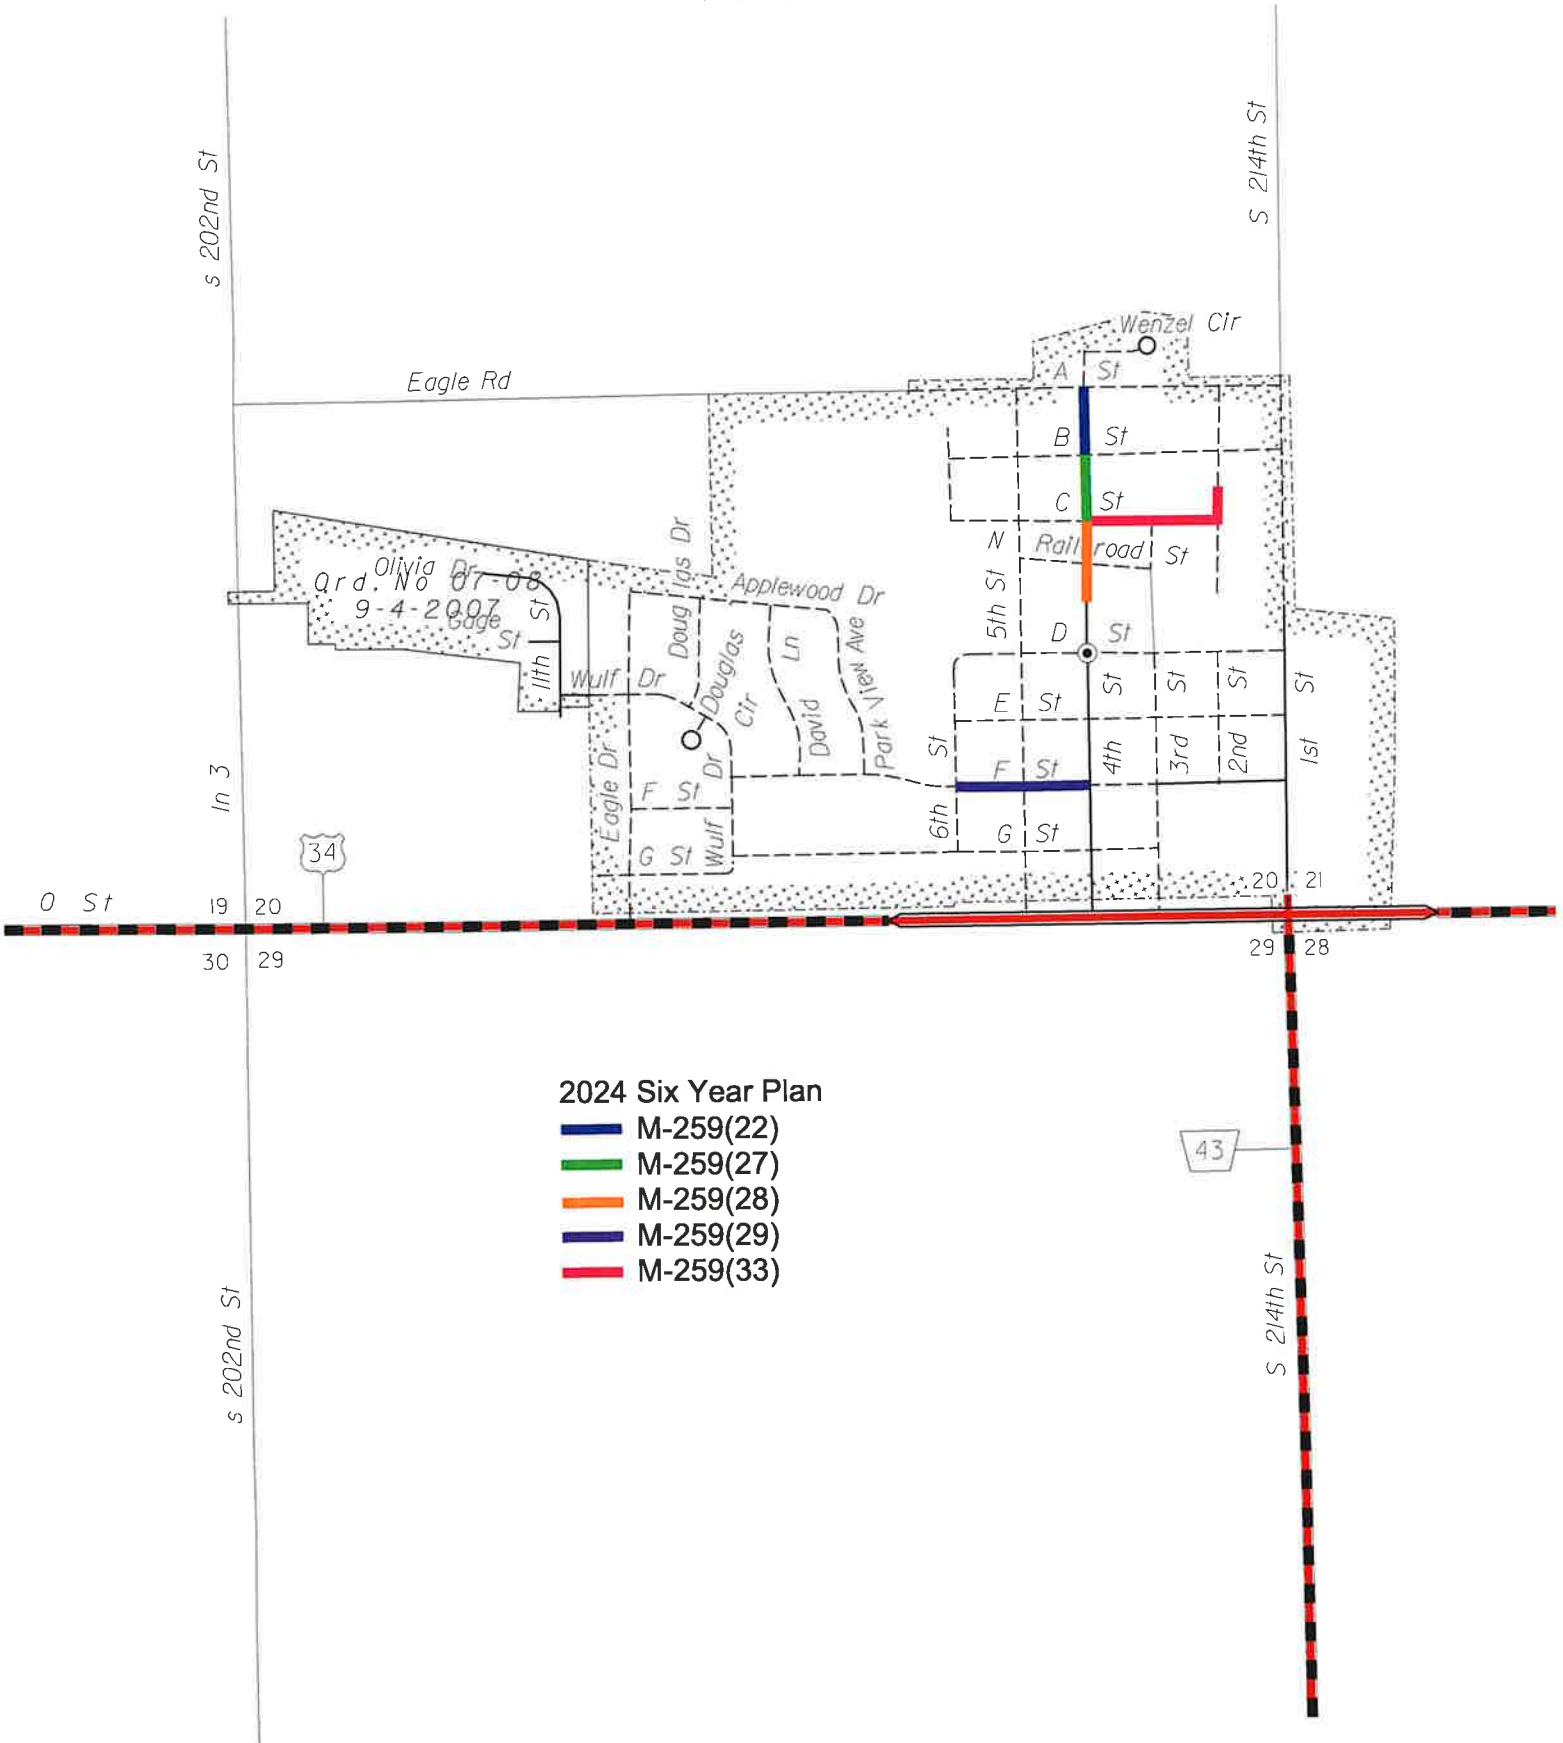 s 202nd St
S 214th St
Wenzel Cir
Eagle Rd
A St
B St
C St
N
Railroad St
Olivia Dr
Ord. No 07-08
9-4-2007
Gage
St
11th St
Applewood Dr
Douglas Dr
5th St
D St
Wulf Dr
Douglas
Cir
David Ln
Park View Ave
E St
4th St
3rd St
2nd St
1st St
In 3
Eagle Dr
F St
Wulf Dr
6th St
F St
G St
G St
34
O St
19 20
30 29
20 21
29 28
2024 Six Year Plan
M-259(22)
M-259(27)
M-259(28)
M-259(29)
M-259(33)
43
s 202nd St
S 214th St